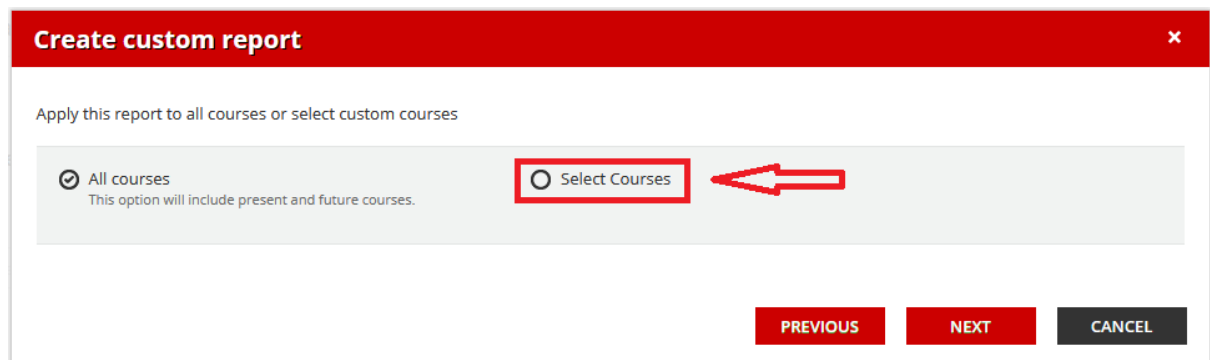 Create custom report
×
Apply this report to all courses or select custom courses
All courses
This option will include present and future courses.
Select Courses
PREVIOUS
NEXT
CANCEL